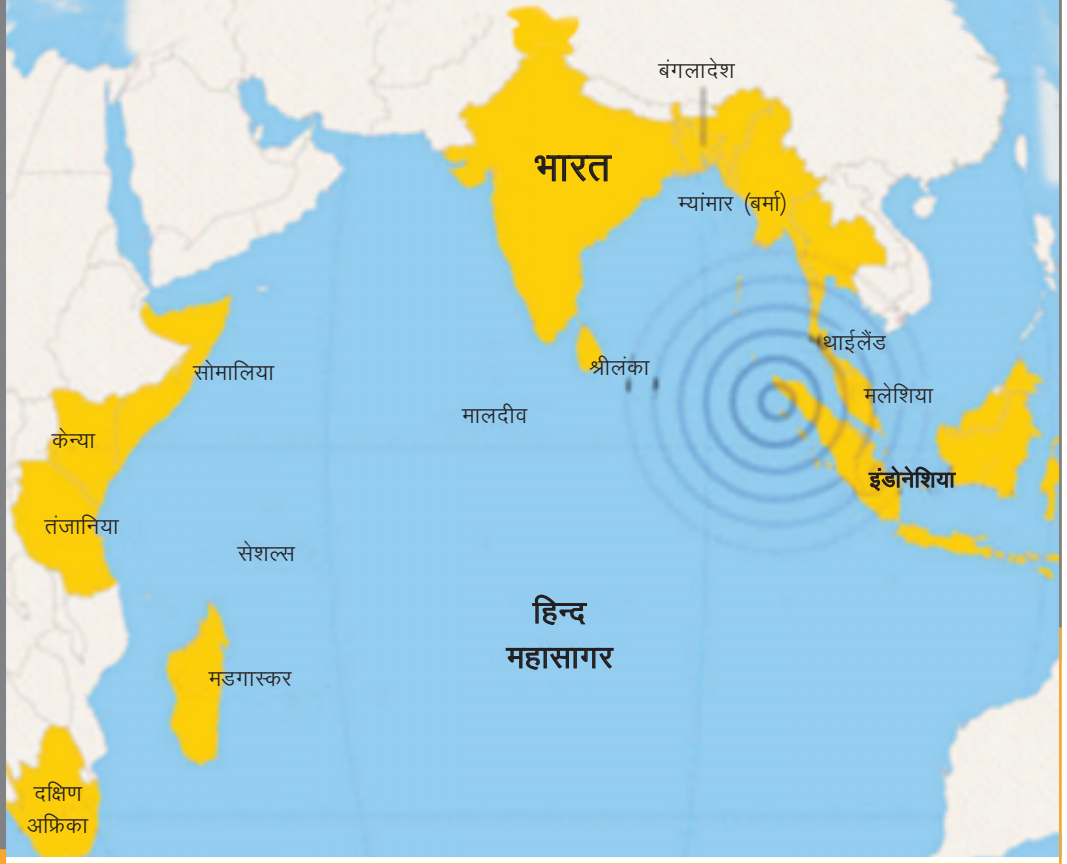 बंगलादेश
भारत
म्यांमार (बर्मा)
थाईलैंड
श्रीलंका
सोमालिया
मलेशिया
मालदीव
केन्या
इंडोनेशिया
तंजानिया
सेशल्स
हिन्द
महासागर
मडगास्कर
दक्षिण
अफ्रिका